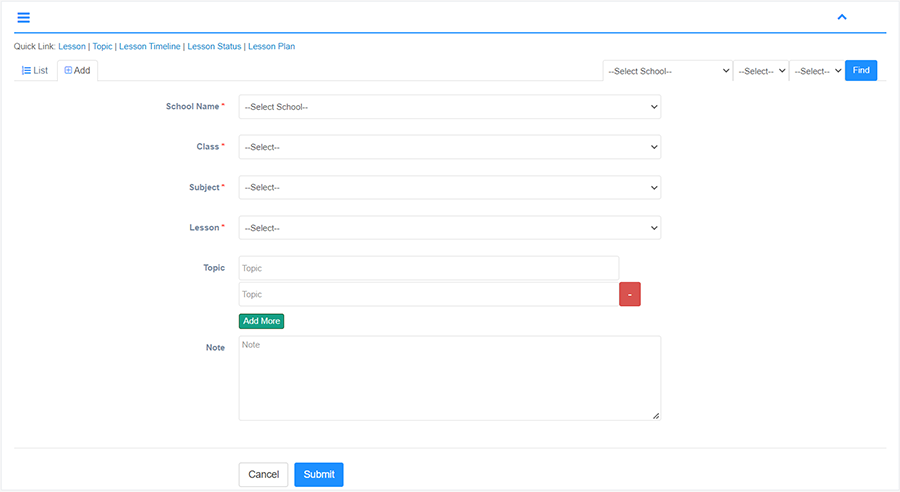 Quick Link: Lesson | Topic | Lesson Timeline | Lesson Status | Lesson Plan
List Add --Select School-- --Select-- --Select-- Find
School Name * --Select School--
Class * --Select--
Subject * --Select--
Lesson * --Select--
Topic Topic
Topic -
Add More
Note Note
Cancel Submit